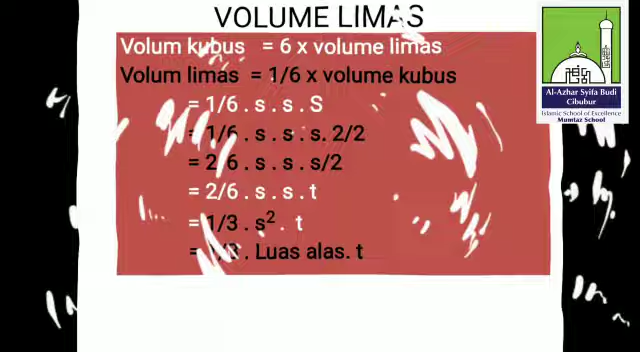 VOLUME LIMAS
Volum kubus = 6 x volume limas
Volum limas = 1/6 x volume kubus
= 1/6 . s . s . S
= 1/6 . s . s . s. 2/2
= 2/6 . s . s . s/2
= 2/6 . s . s . t
= 1/3 . s² . t
= 1/3 . Luas alas. t
Al-Azhar Syifa Budi
Cibubur
Islamic School of Excellence
Mumtaz School